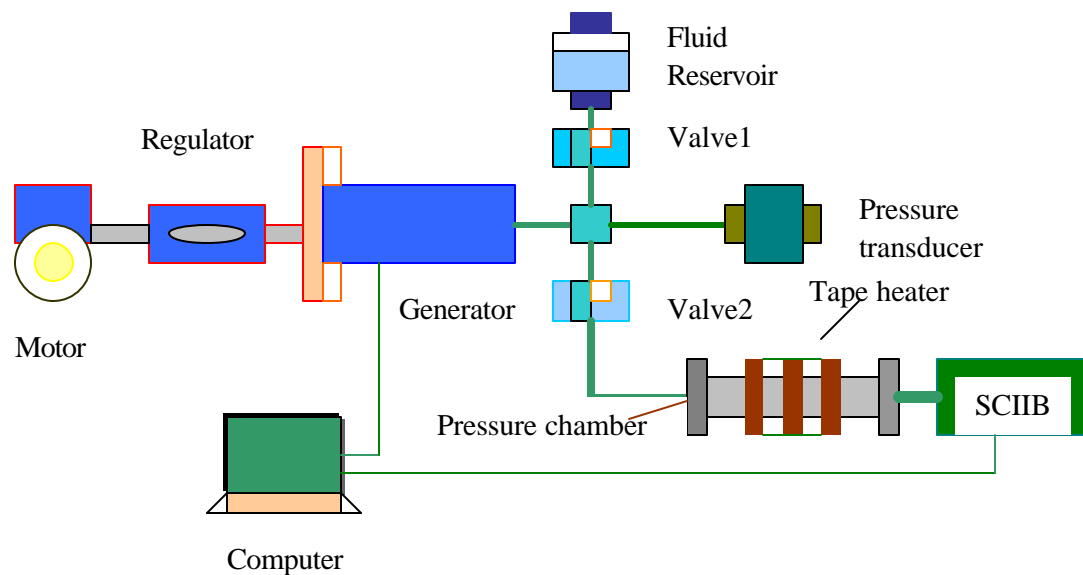 Fluid
Reservoir
Regulator
Valve1
Pressure
transducer
Tape heater
Generator
Valve2
Motor
SCIIB
Pressure chamber
Computer